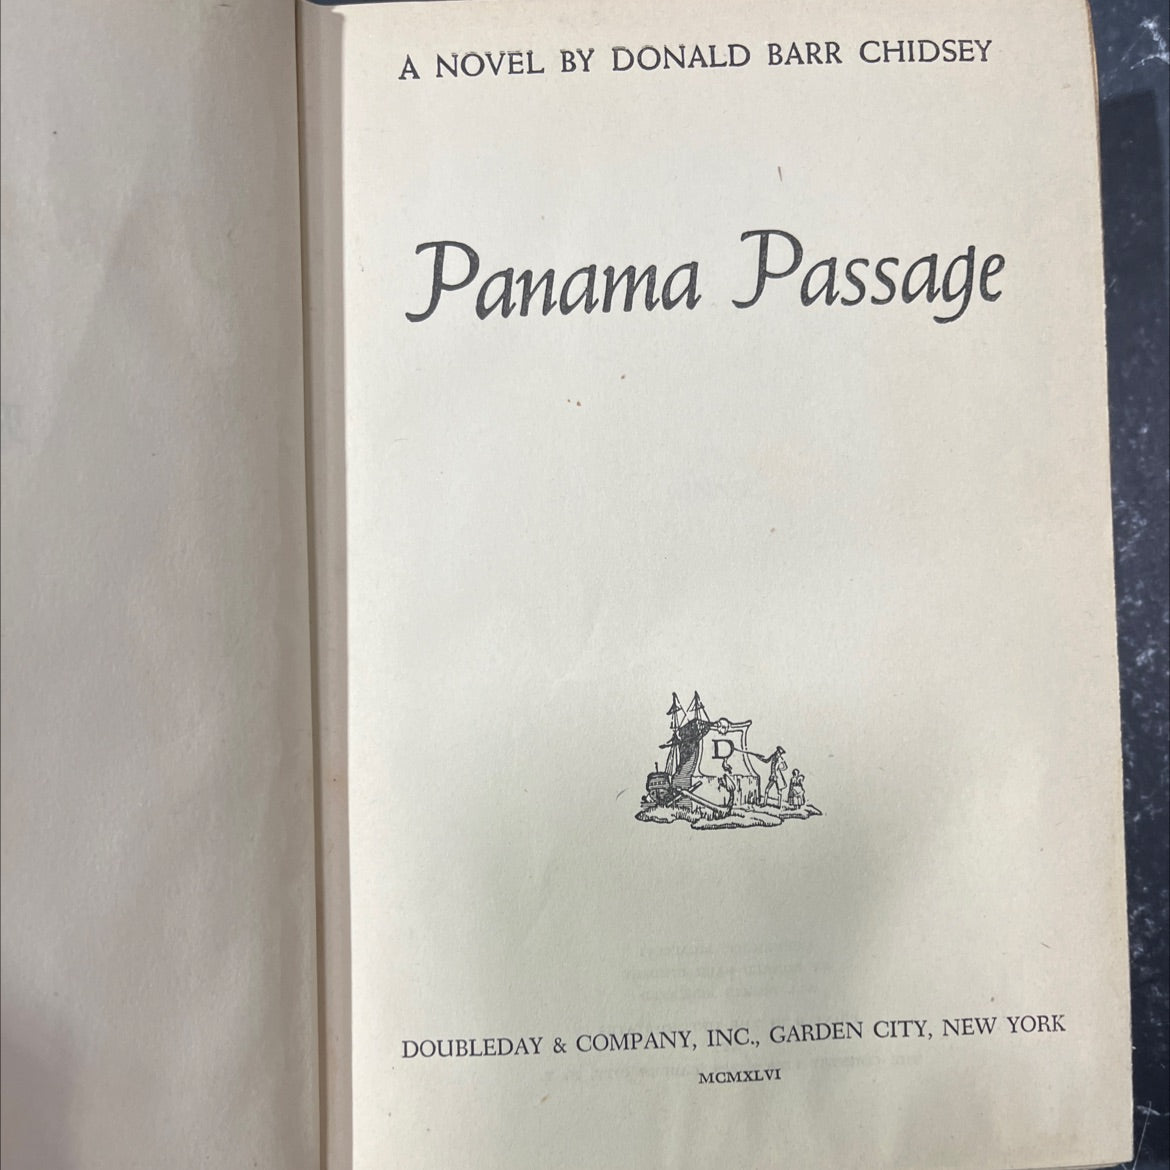 A NOVEL BY DONALD BARR CHIDSEY
Panama Passage
D
DOUBLEDAY & COMPANY, INC., GARDEN CITY, NEW YORK
MCMXLVI